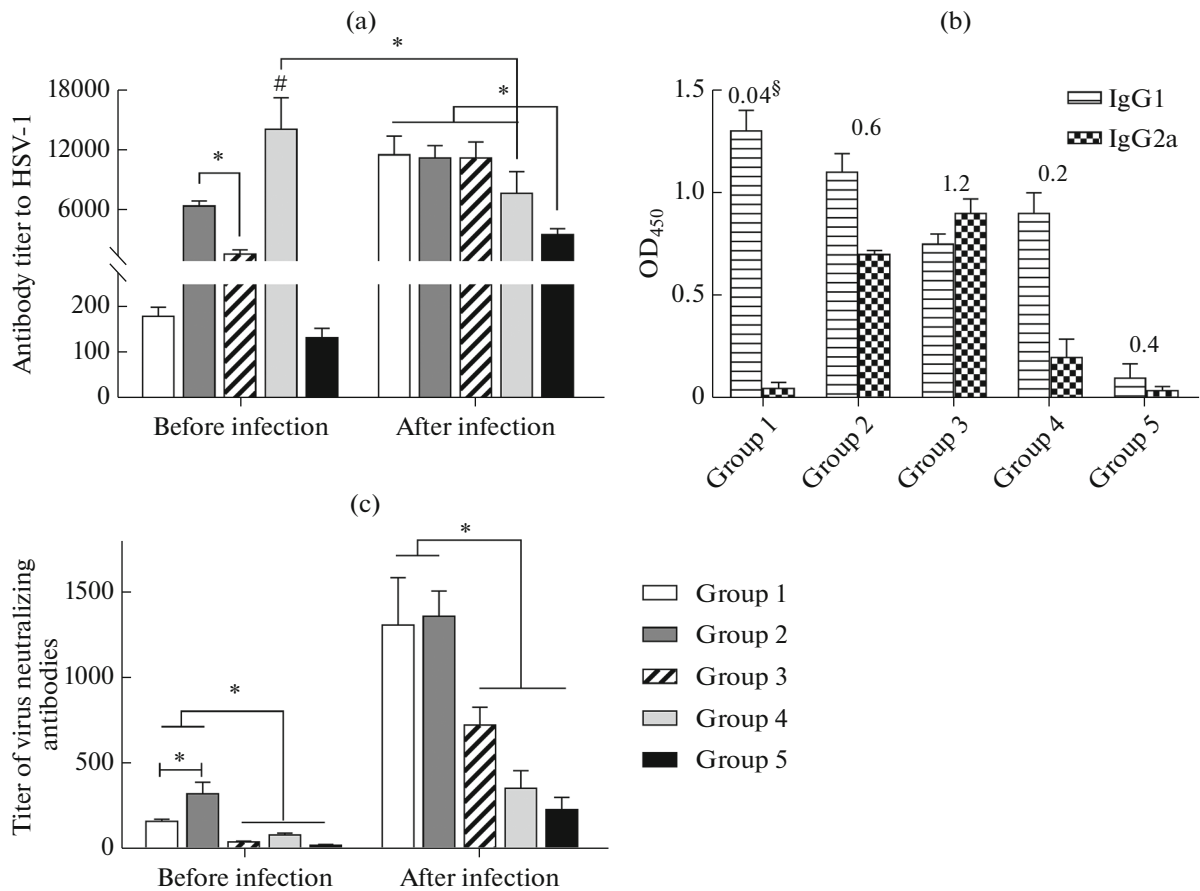 (a)
Antibody titer to HSV-1
18000
12000
6000
200
100
0
*
#
*
*
Before infection
After infection
(b)
OD450
1.5
1.0
0.5
0
0.04§
0.6
1.2
0.2
0.4
IgG1
IgG2a
Group 1
Group 2
Group 3
Group 4
Group 5
(c)
Titer of virus neutralizing
antibodies
1500
1000
500
0
*
*
*
Before infection
After infection
Group 1
Group 2
Group 3
Group 4
Group 5